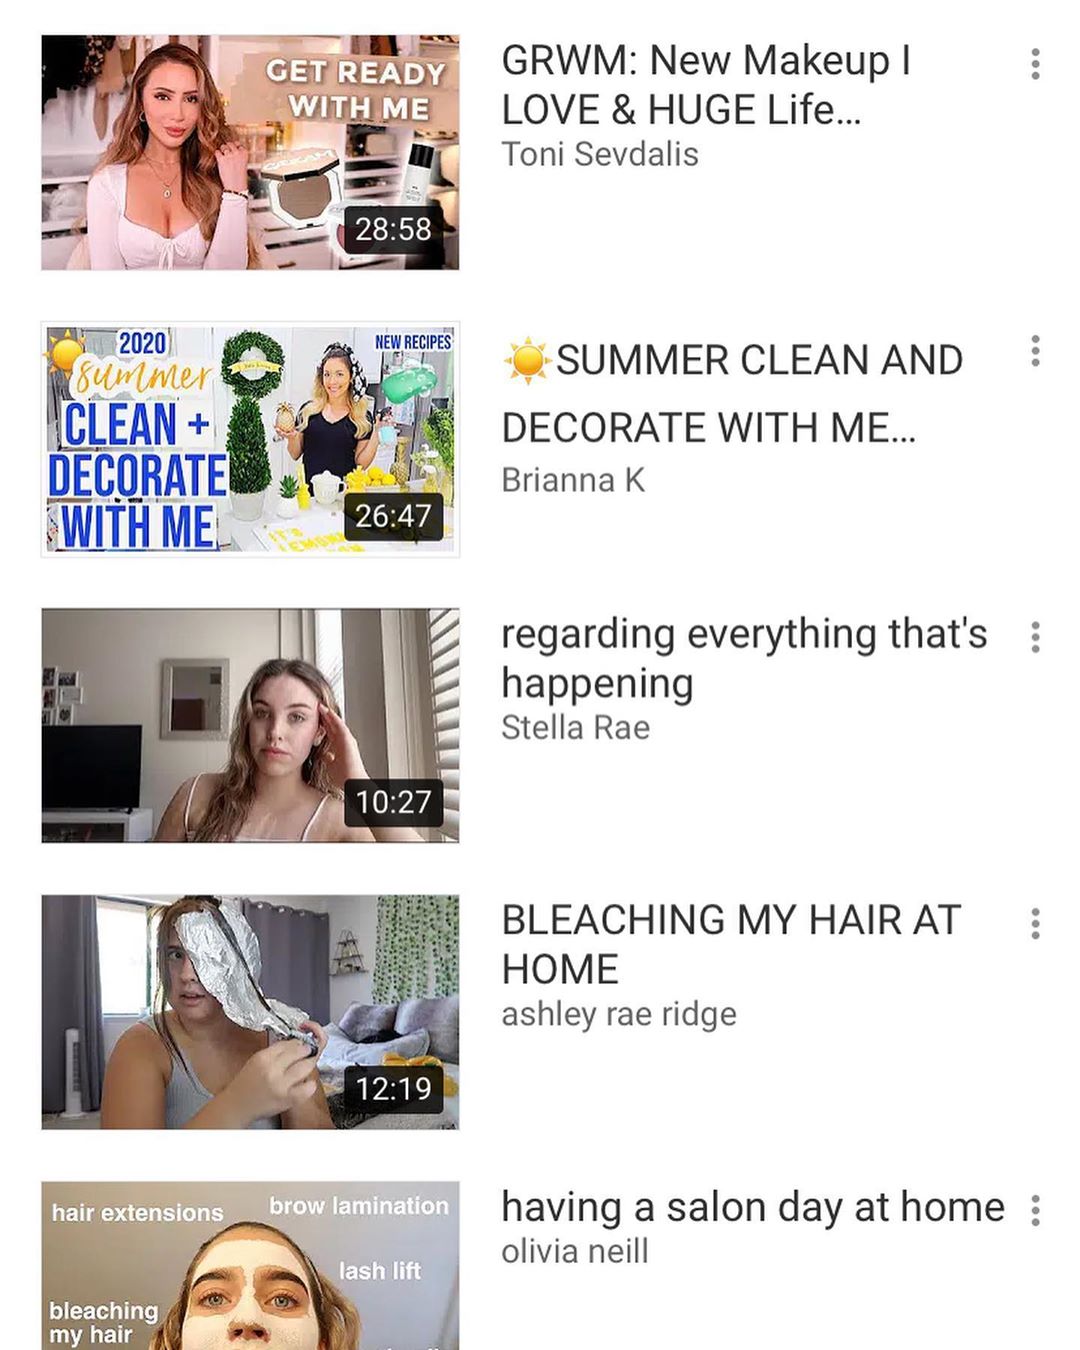 GET READY
WITH ME
28:58
GRWM: New Makeup I
LOVE & HUGE Life...
Toni Sevdalis
2020
summer
CLEAN +
DECORATE
WITH ME
NEW RECIPES
IT'S
26:47
☀️SUMMER CLEAN AND
DECORATE WITH ME...
Brianna K
10:27
regarding everything that's
happening
Stella Rae
12:19
BLEACHING MY HAIR AT
HOME
ashley rae ridge
hair extensions
brow lamination
lash lift
bleaching
my hair
having a salon day at home
olivia neill